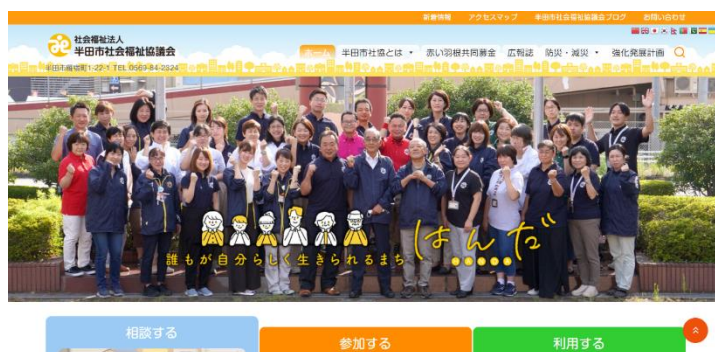 新着情報 アクセスマップ 半田市社会福祉協議会ブログ お問い合わせ
社会福祉法人
半田市社会福祉協議会
ホーム 半田市社協とは 赤い羽根共同募金 広報誌 防災・減災 強化発展計画
半田市雁宿町1-22-1 TEL:0569-84-2324
はんだ
誰もが自分らしく生きられるまち
相談する
参加する
利用する